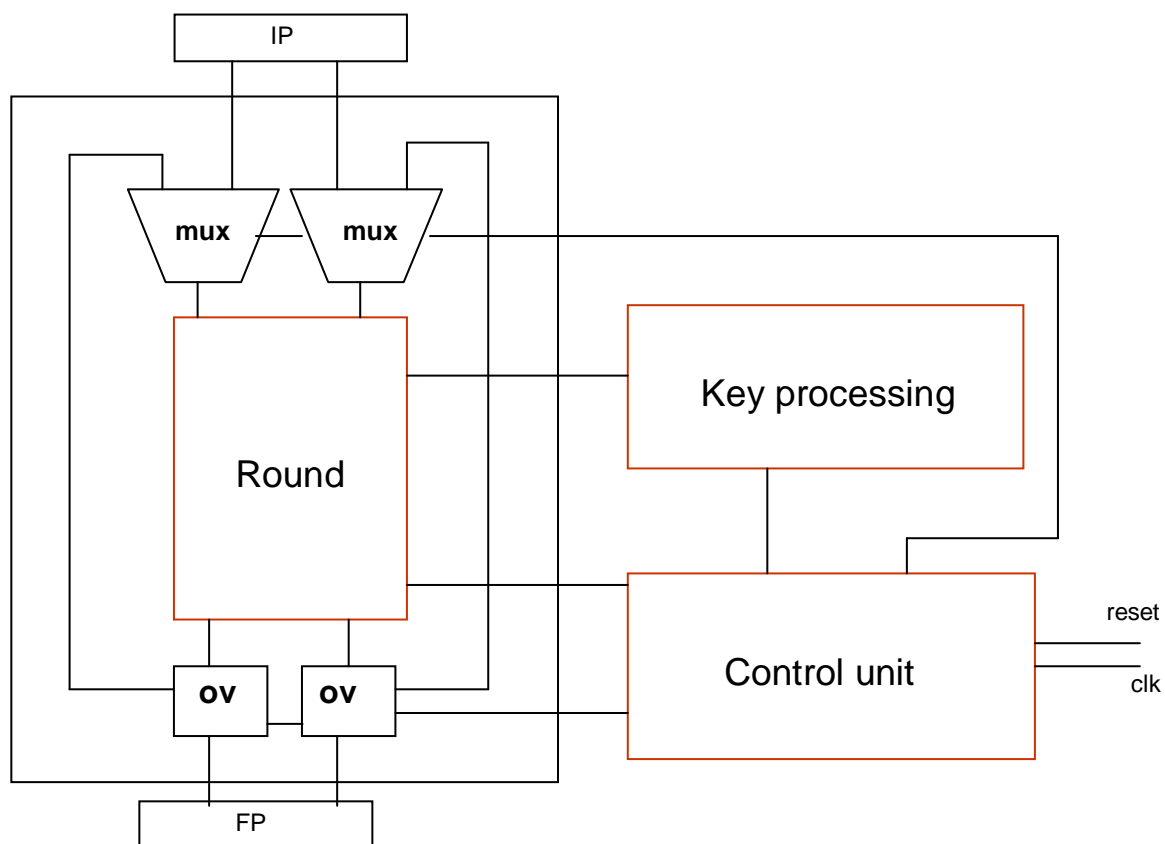 IP
mux mux
Key processing
Round
reset
Control unit
clk
ov ov
FP